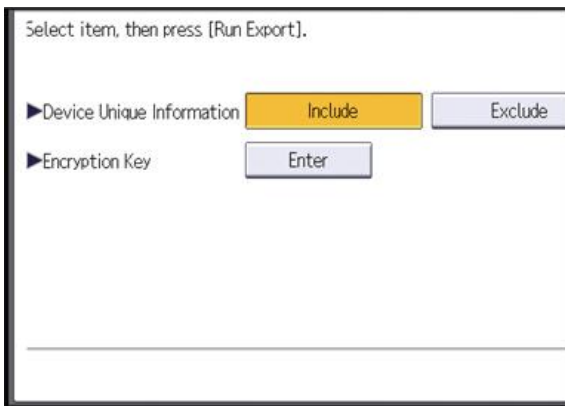 Select item, then press [Run Export].
►Device Unique Information Include Exclude
►Encryption Key Enter